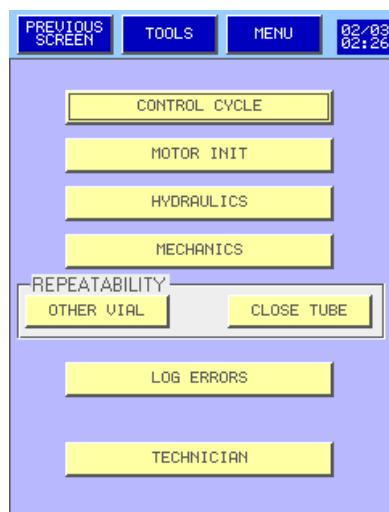 PREVIOUS SCREEN
TOOLS
MENU
02/03
02:26
CONTROL CYCLE
MOTOR INIT
HYDRAULICS
MECHANICS
REPEATABILITY
OTHER VIAL
CLOSE TUBE
LOG ERRORS
TECHNICIAN